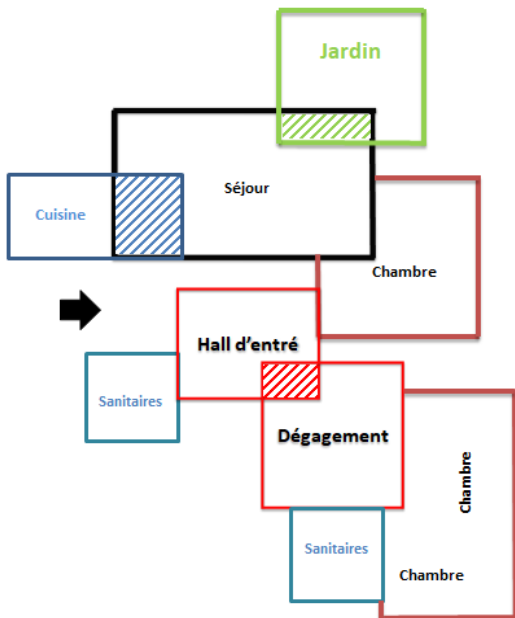 Jardin
Séjour
Cuisine
Chambre
Hall d'entré
Sanitaires
Dégagement
Chambre
Sanitaires
Chambre